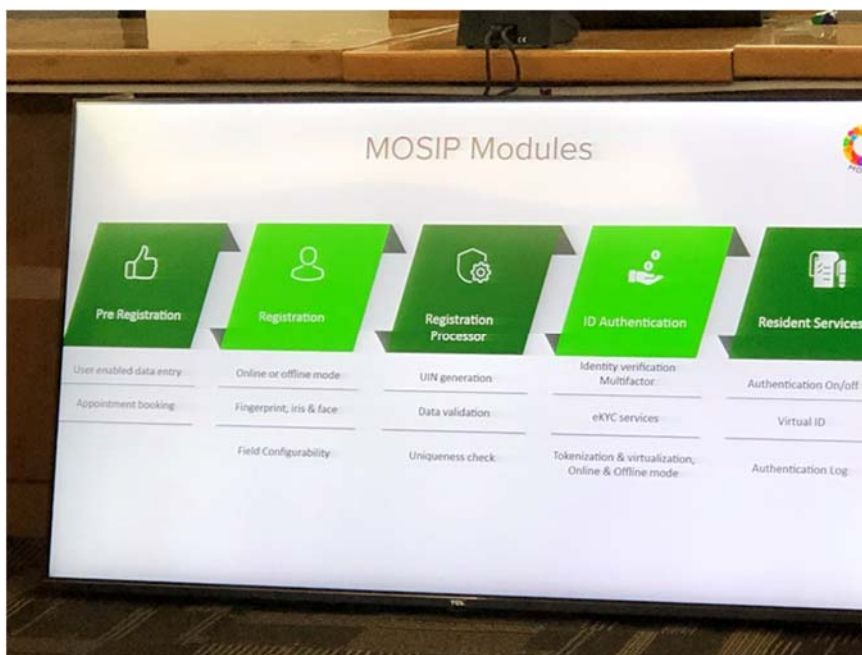 MOSIP Modules
Pre Registration
User enabled data entry
Appointment booking
Registration
Online or offline mode
Fingerprint, iris & face
Field Configurability
Registration
Processor
UIN generation
Data validation
Uniqueness check
ID Authentication
Identity verification
Multifactor
eKYC services
Tokenization & virtualization,
Online & Offline mode
Resident Services
Authentication On/off
Virtual ID
Authentication Log
TCL